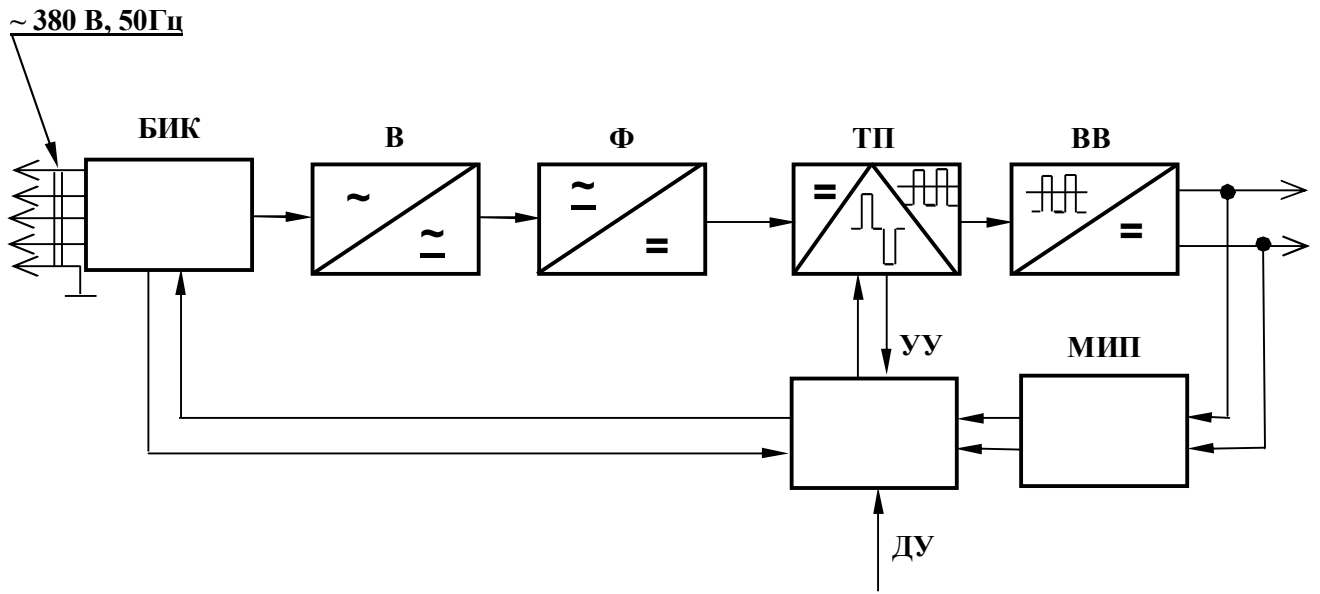 ~ 380 В, 50Гц
БИК
В
Ф
ТП
ВВ
~
~
~
=
=
=
УУ
МИП
ДУ